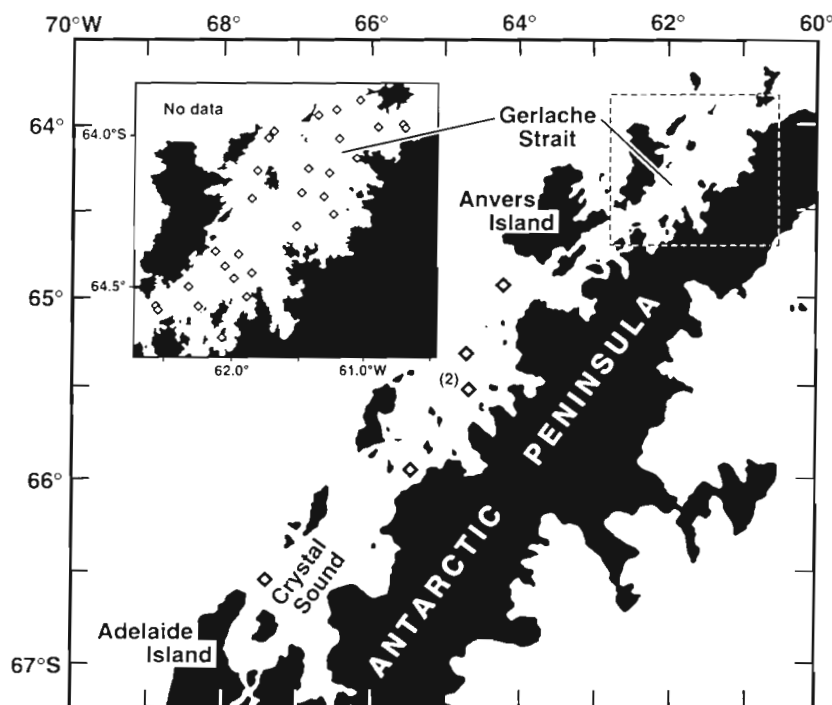 70°W 68° 66° 64° 62° 60°
No data
64.0°S
64.5°
62.0° 61.0°W
Gerlache
Strait
Anvers
Island
64°
65°
66°
67°S
(2)
Crystal
Sound
Adelaide
Island
ANTARCTIC PENINSULA